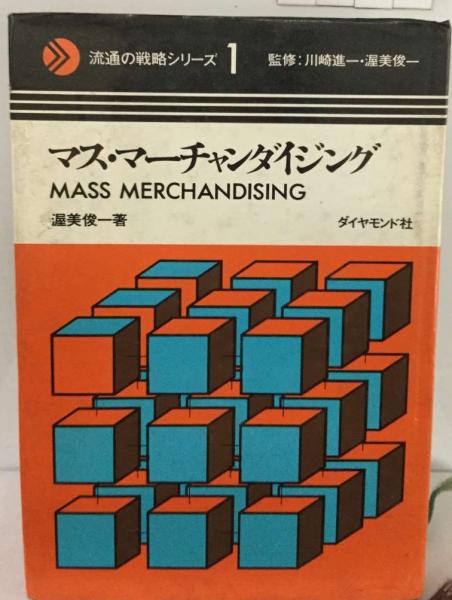 流通の戦略シリーズ 1 監修:川崎進一・渥美俊一
マス・マーチャンダイジング
MASS MERCHANDISING
渥美俊一著 ダイヤモンド社